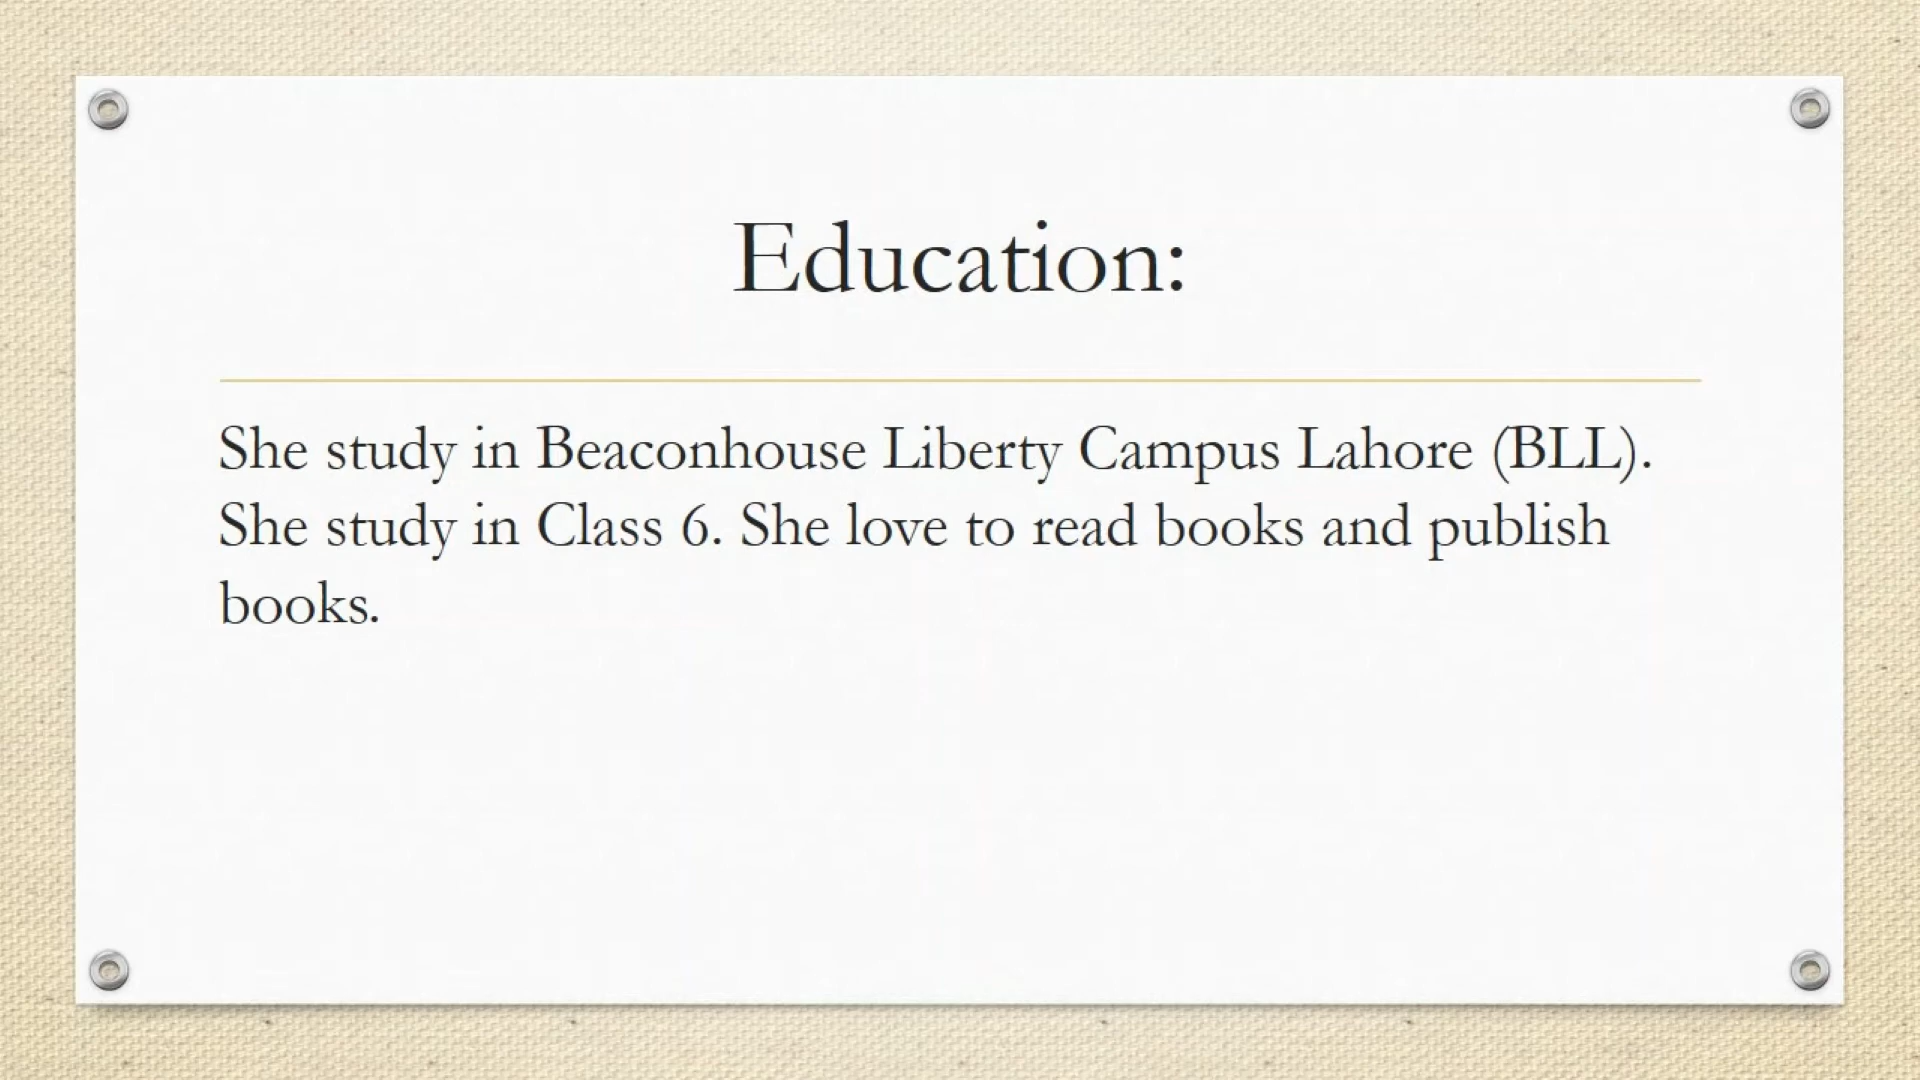 Education:
She study in Beaconhouse Liberty Campus Lahore (BLL).
She study in Class 6. She love to read books and publish
books.